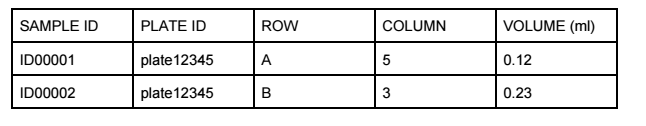 SAMPLE ID PLATE ID ROW COLUMN VOLUME (ml)
ID00001 plate12345 A 5 0.12
ID00002 plate12345 B 3 0.23